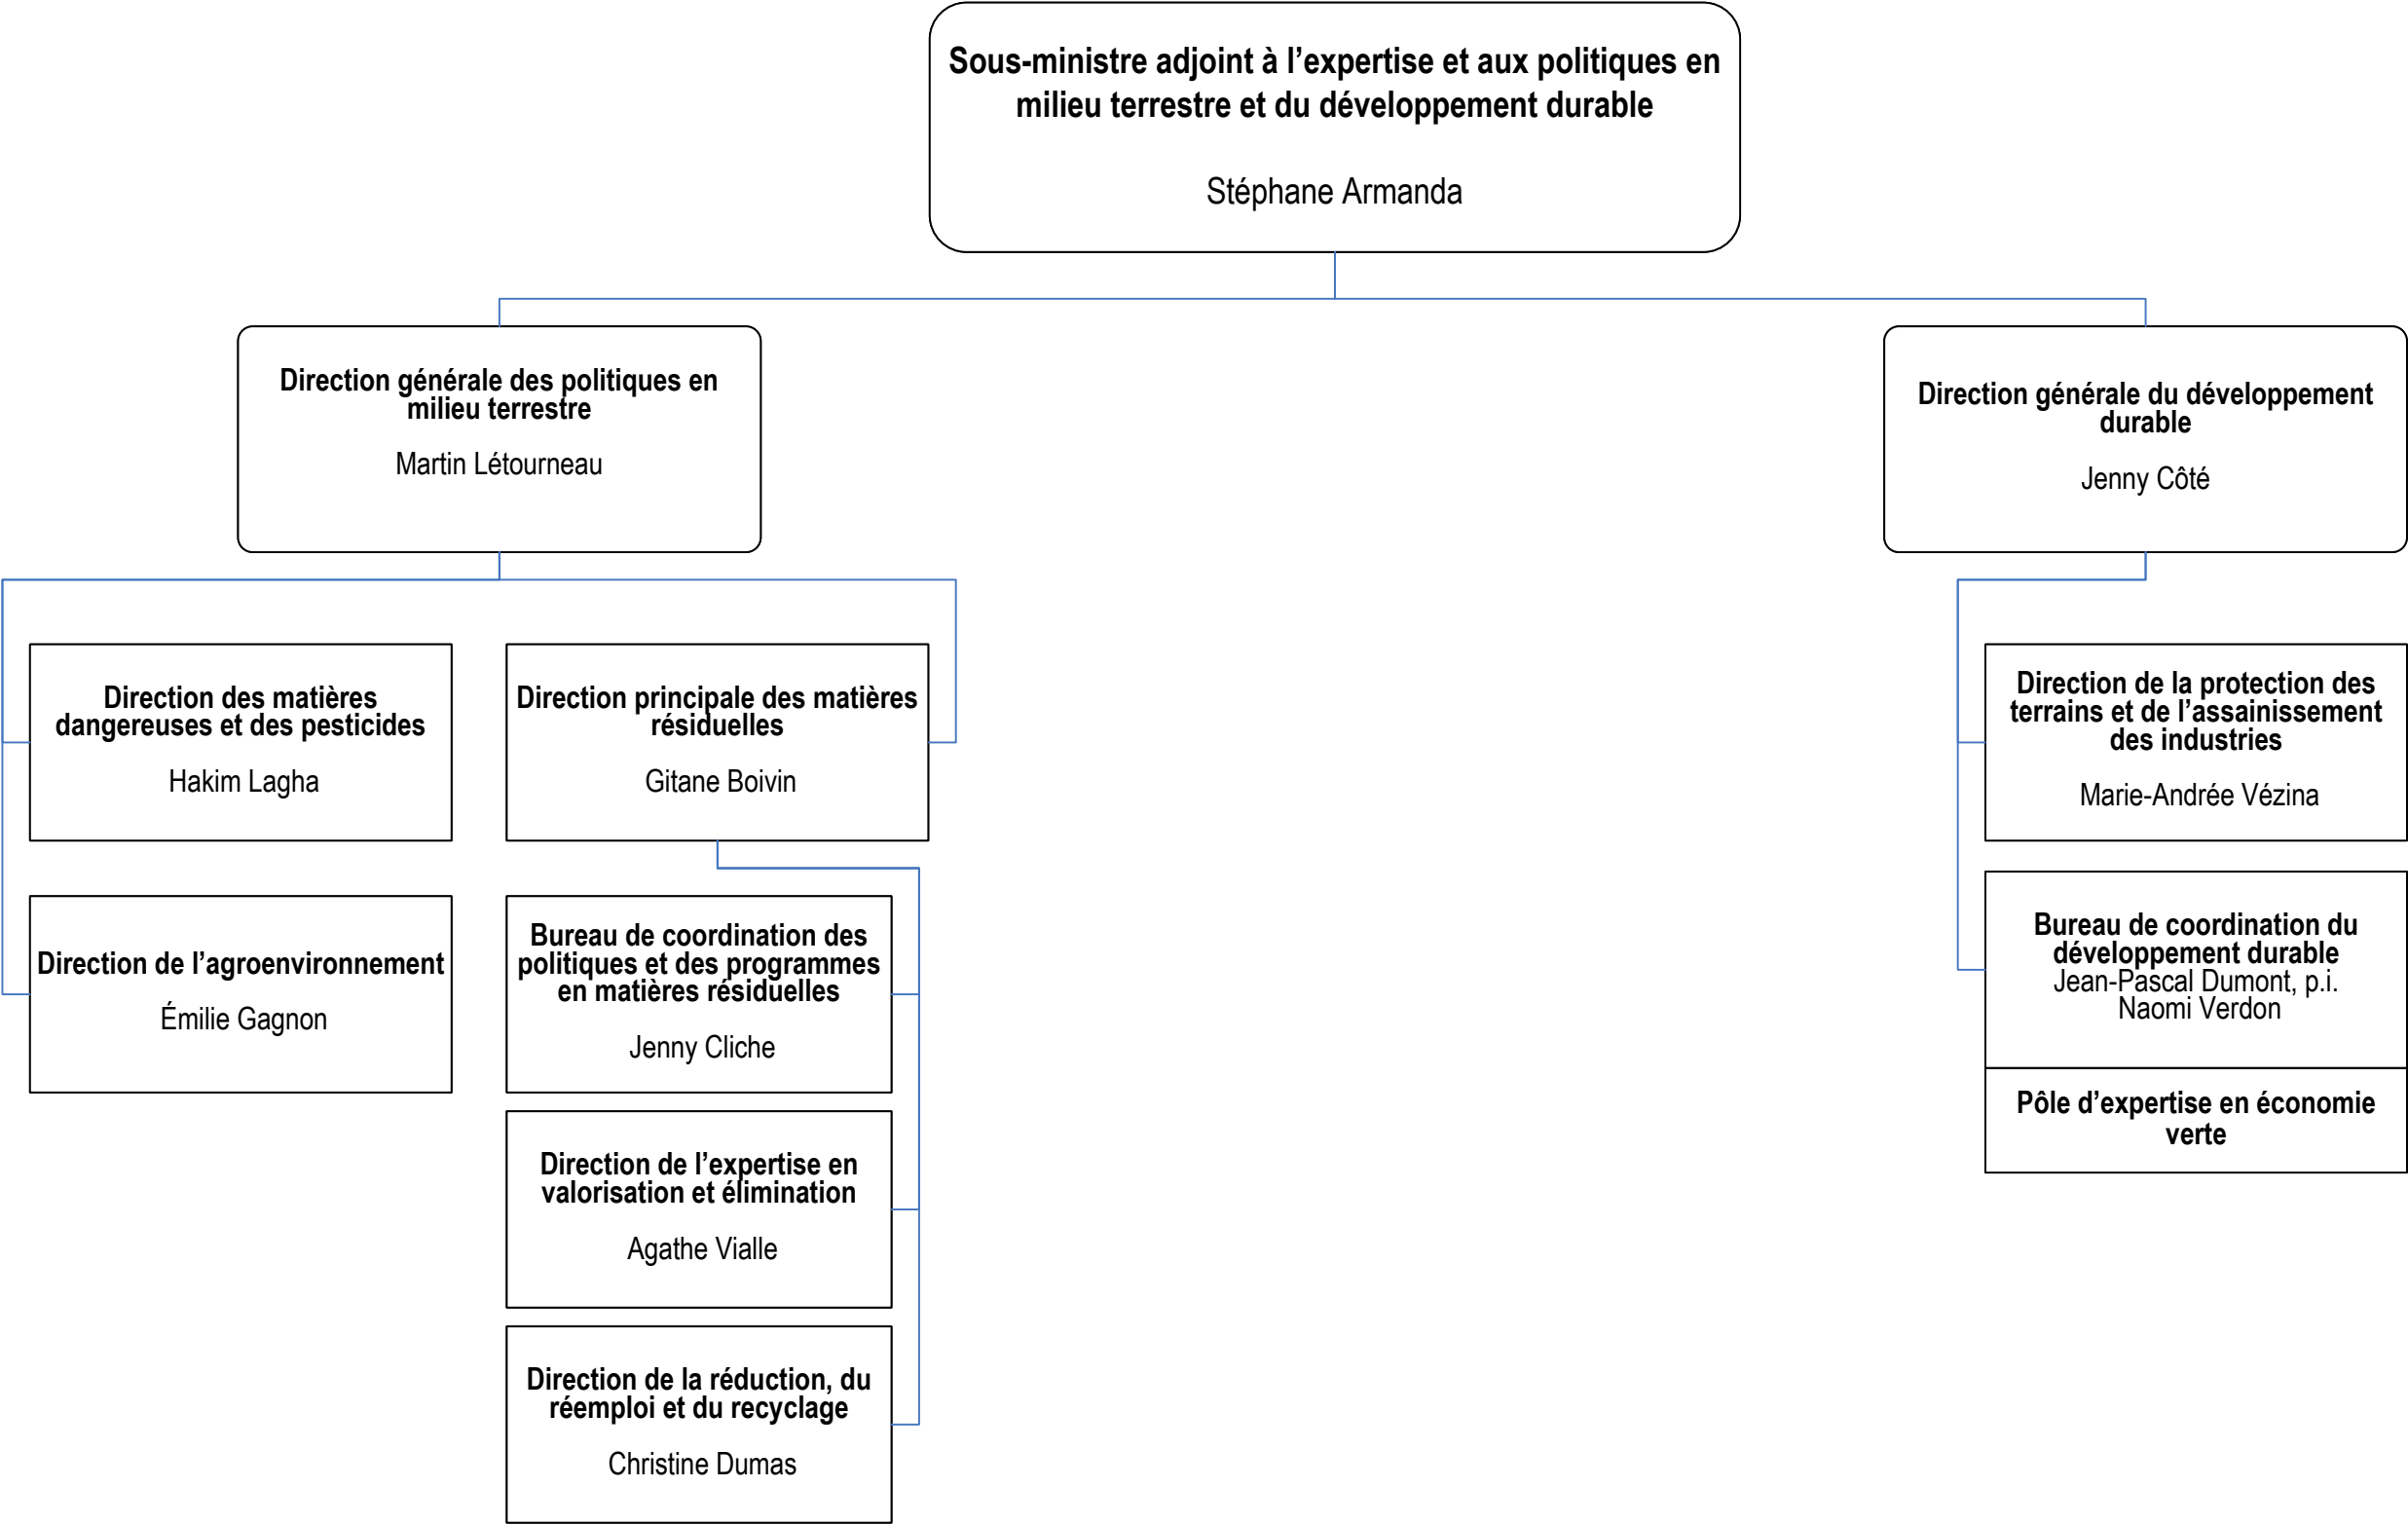 Sous-ministre adjoint à l’expertise et aux politiques en
milieu terrestre et du développement durable
Stéphane Armanda
Direction générale des politiques en
milieu terrestre
Martin Létourneau
Direction générale du développement
durable
Jenny Côté
Direction des matières
dangereuses et des pesticides
Hakim Lagha
Direction principale des matières
résiduelles
Gitane Boivin
Direction de la protection des
terrains et de l’assainissement
des industries
Marie-Andrée Vézina
Direction de l’agroenvironnement
Émilie Gagnon
Bureau de coordination des
politiques et des programmes
en matières résiduelles
Jenny Cliche
Bureau de coordination du
développement durable
Jean-Pascal Dumont, p.i.
Naomi Verdon
Pôle d’expertise en économie
verte
Direction de l’expertise en
valorisation et élimination
Agathe Vialle
Direction de la réduction, du
réemploi et du recyclage
Christine Dumas